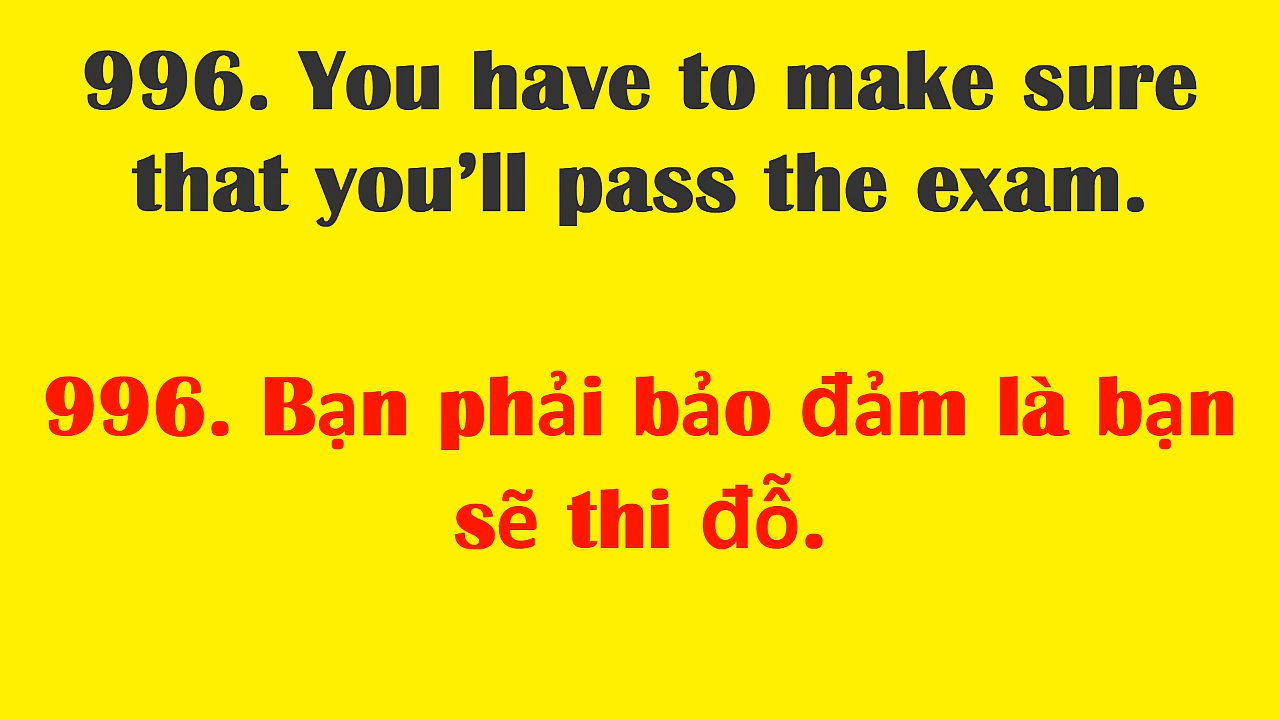 996. You have to make sure
that you’ll pass the exam.
996. Bạn phải bảo đảm là bạn
sẽ thi đỗ.